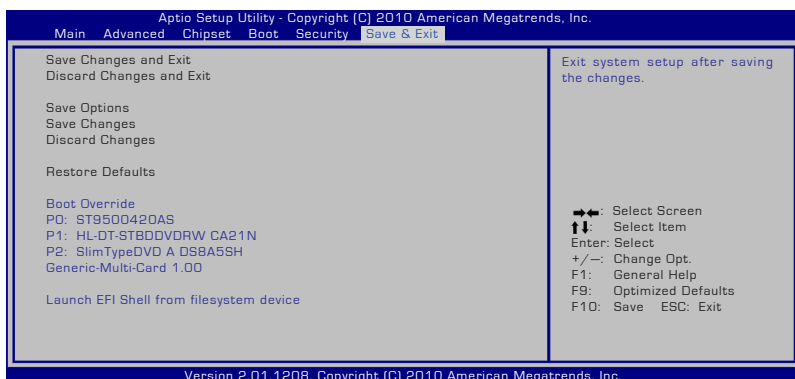 Aptio Setup Utility - Copyright (C) 2010 American Megatrends, Inc.
Main Advanced Chipset Boot Security Save & Exit
Save Changes and Exit
Discard Changes and Exit
Save Options
Save Changes
Discard Changes
Restore Defaults
Boot Override
P0: ST9500420AS
P1: HL-DT-STBDDVDRW CA21N
P2: SlimTypeDVD A DS8A5SH
Generic-Multi-Card 1.00
Launch EFI Shell from filesystem device
Exit system setup after saving
the changes.
→←: Select Screen
↑↓: Select Item
Enter: Select
+/—: Change Opt.
F1: General Help
F9: Optimized Defaults
F10: Save ESC: Exit
Version 2.01.1208. Copyright (C) 2010 American Megatrends, Inc.